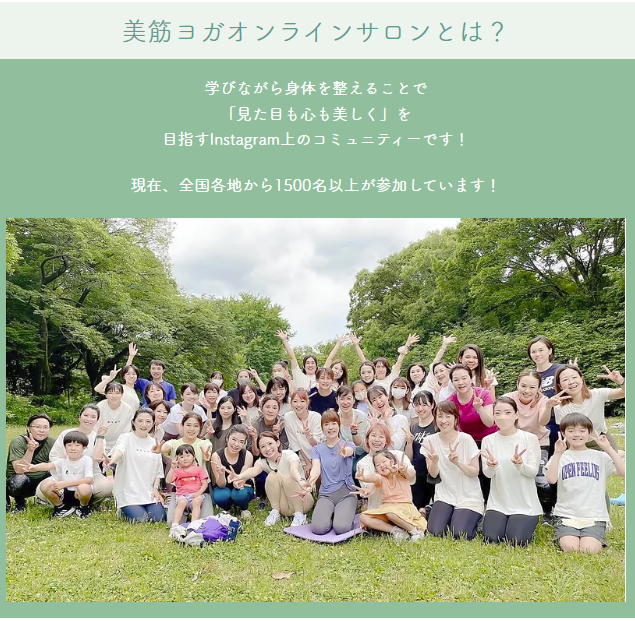 美筋ヨガオンラインサロンとは？
学びながら身体を整えることで
「見た目も心も美しく」を
目指すInstagram上のコミュニティーです！
現在、全国各地から1500名以上が参加しています！
OPEN FEELUG